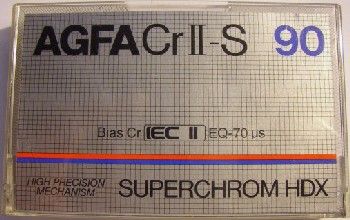 AGFA Cr II-S 90
Bias Cr IEC II EQ-70 µs
HIGH PRECISION
MECHANISM
SUPERCHROM HDX